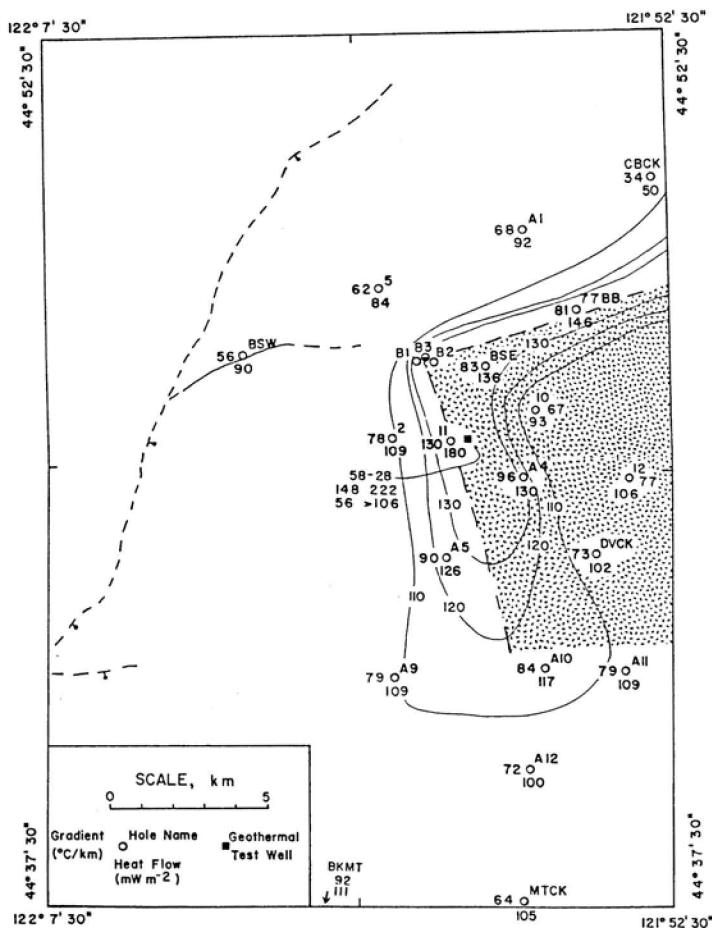 122° 7' 30"
121° 52' 30"
44° 52' 30"
44° 52' 30"
CBCK
34
50
A1
68
92
5
62
84
77 BB
81
146
130
BSW
56
90
B1
B3
B2
BSE
83
136
10
67
93
2
78
109
11
130
180
58-28
148 222
56 >106
A4
96
130
110
12
77
106
130
A5
9
126
120
DVCK
73
102
110
120
A9
79
109
A10
84
117
A11
79
109
A12
72
100
SCALE, km
0 5
Gradient
(°C/km)
Hole Name
Heat Flow
(mW m-2)
Geothermal
Test Well
BKMT
92
111
MTCK
64
105
44° 37' 30"
44° 37' 30"
122° 7' 30"
121° 52' 30"